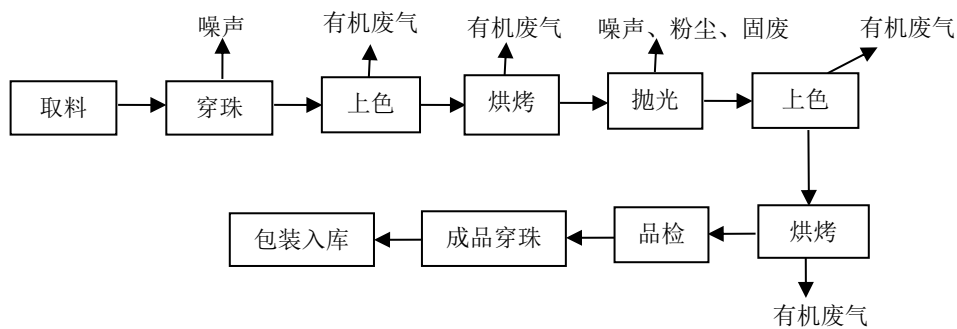 噪声
有机废气
有机废气
噪声、粉尘、固废
有机废气
取料
穿珠
上色
烘烤
抛光
上色
包装入库
成品穿珠
品检
烘烤
有机废气